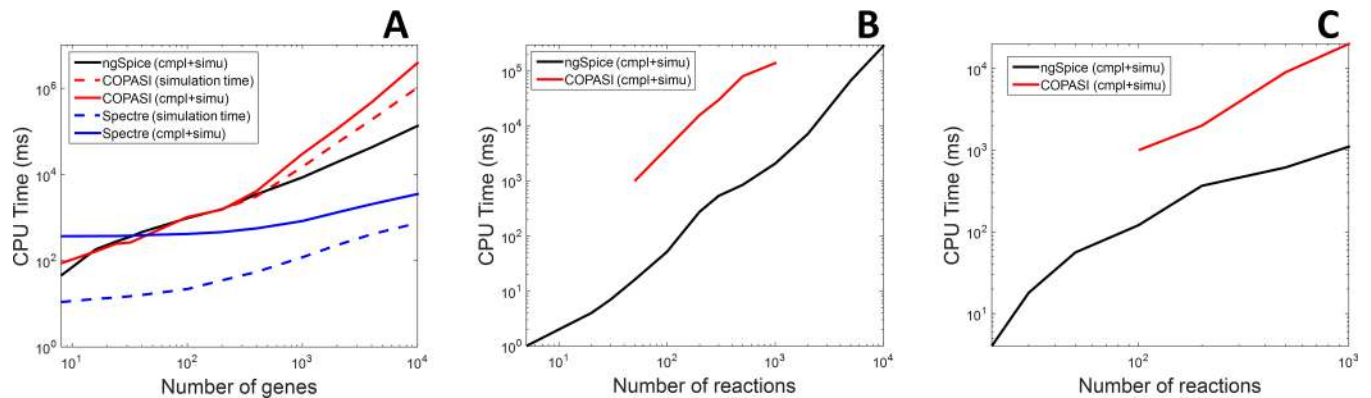 A
ngSpice (cmpl+simu)
COPASI (simulation time)
COPASI (cmpl+simu)
Spectre (simulation time)
Spectre (cmpl+simu)
CPU Time (ms)
10^6
10^4
10^2
10^0
10^1
10^2
10^3
10^4
Number of genes
B
ngSpice (cmpl+simu)
COPASI (cmpl+simu)
CPU Time (ms)
10^5
10^4
10^3
10^2
10^1
10^0
10^1
10^2
10^3
10^4
Number of reactions
C
ngSpice (cmpl+simu)
COPASI (cmpl+simu)
CPU Time (ms)
10^4
10^3
10^2
10^1
10^2
10^3
Number of reactions